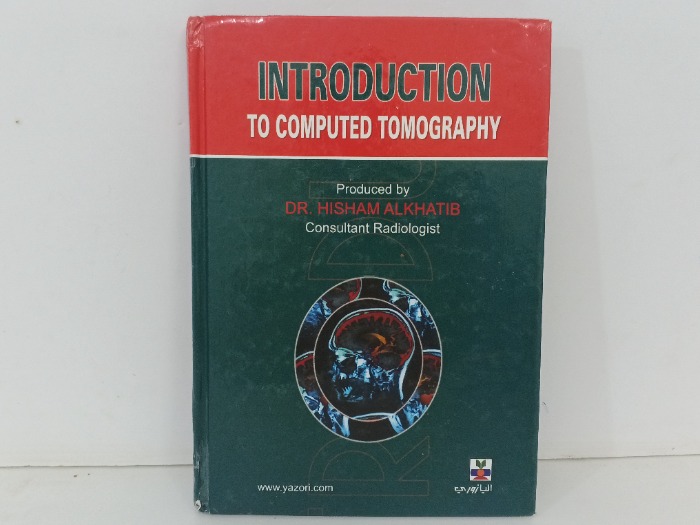 INTRODUCTION
TO COMPUTED TOMOGRAPHY
Produced by
DR. HISHAM ALKHATIB
Consultant Radiologist
www.yazori.com
اليازوري